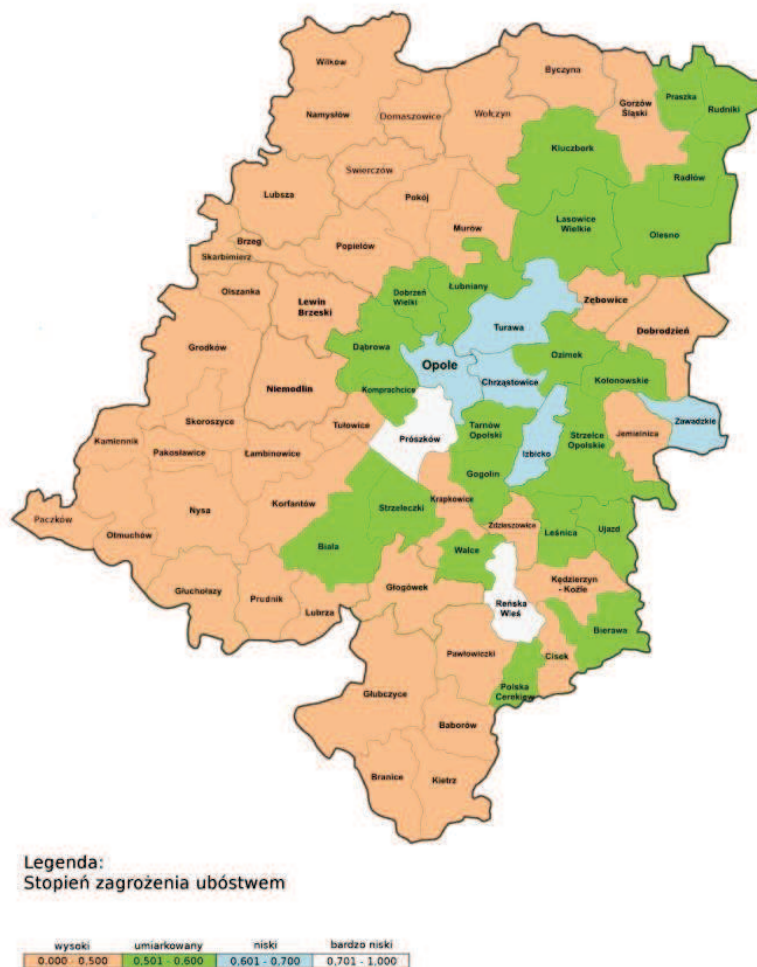 Wilków
Byczyna
Namysłów
Domaszowice
Wołczyn
Gorzów
Śląski
Praszka
Rudniki
Kluczbork
Radłów
Świerczów
Lubsza
Pokój
Lasowice
Wielkie
Olesno
Murów
Brzeg
Popielów
Skarbimierz
Olszanka
Dobrzeń
Wielki
Łubniany
Lewin
Brzeski
Zębowice
Turawa
Dobrodzień
Grodków
Dąbrowa
Opole
Ozimek
Chrząstowice
Kolonowskie
Niemodlin
Komprachcice
Skoroszyce
Tułowice
Tarnów
Opolski
Zawadzkie
Kamiennik
Prószków
Strzelce
Opolskie
Jemielnica
Pakosławice
Łambinowice
Izbicko
Gogolin
Krapkowice
Korfantów
Strzeleczki
Nysa
Paczków
Zdzieszowice
Ujazd
Leśnica
Otmuchów
Biała
Walce
Kędzierzyn
- Koźle
Głuchołazy
Prudnik
Głogówek
Lubrza
Reńska
Wieś
Bierawa
Pawłowiczki
Cisek
Polska
Cerekiew
Głubczyce
Baborów
Branice
Kietrz
Legenda:
Stopień zagrożenia ubóstwem
wysoki umiarkowany niski bardzo niski
0.000 - 0,500 0,501 - 0.600 0,601 - 0,700 0,701 - 1,000